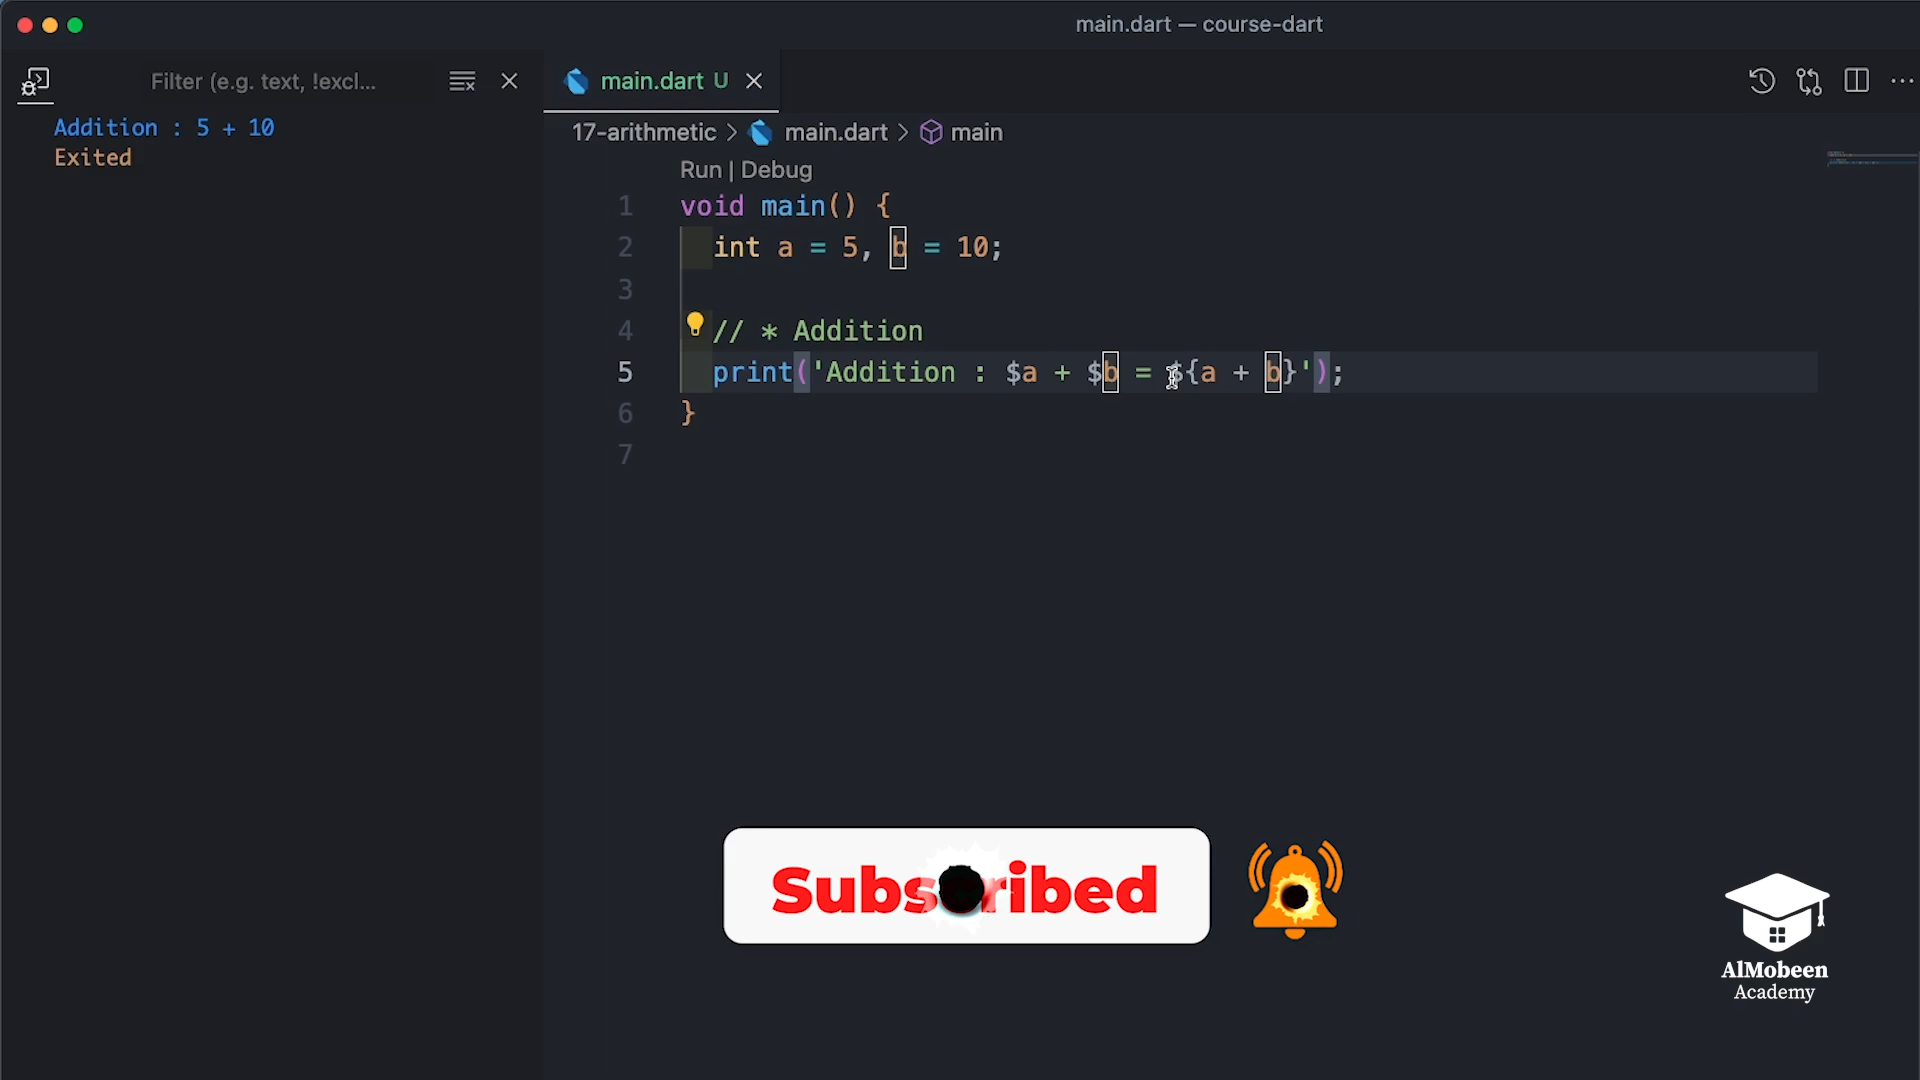 main.dart — course-dart
Filter (e.g. text, !excl...
main.dart U
Addition : 5 + 10
Exited
17-arithmetic > main.dart > main
Run | Debug
1 void main() {
2 int a = 5, b = 10;
3
4 // * Addition
5 print('Addition : $a + $b = ${a + b}');
6 }
7
Subscribed
AlMobeen
Academy